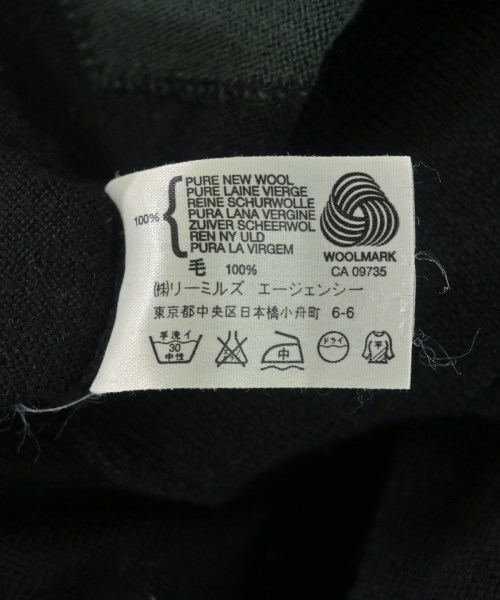 100%
PURE NEW WOOL
PURE LAINE VIERGE
REINE SCHURWOLLE
PURA LANA VERGINE
ZUIVER SCHEERWOL
REN NY ULD
PURA LA VIRGEM
WOOLMARK
CA 09735
毛 100%
㈱リーミルズ エージェンシー
東京都中央区日本橋小舟町 6-6
手洗イ
30
中性
中
ドライ
平